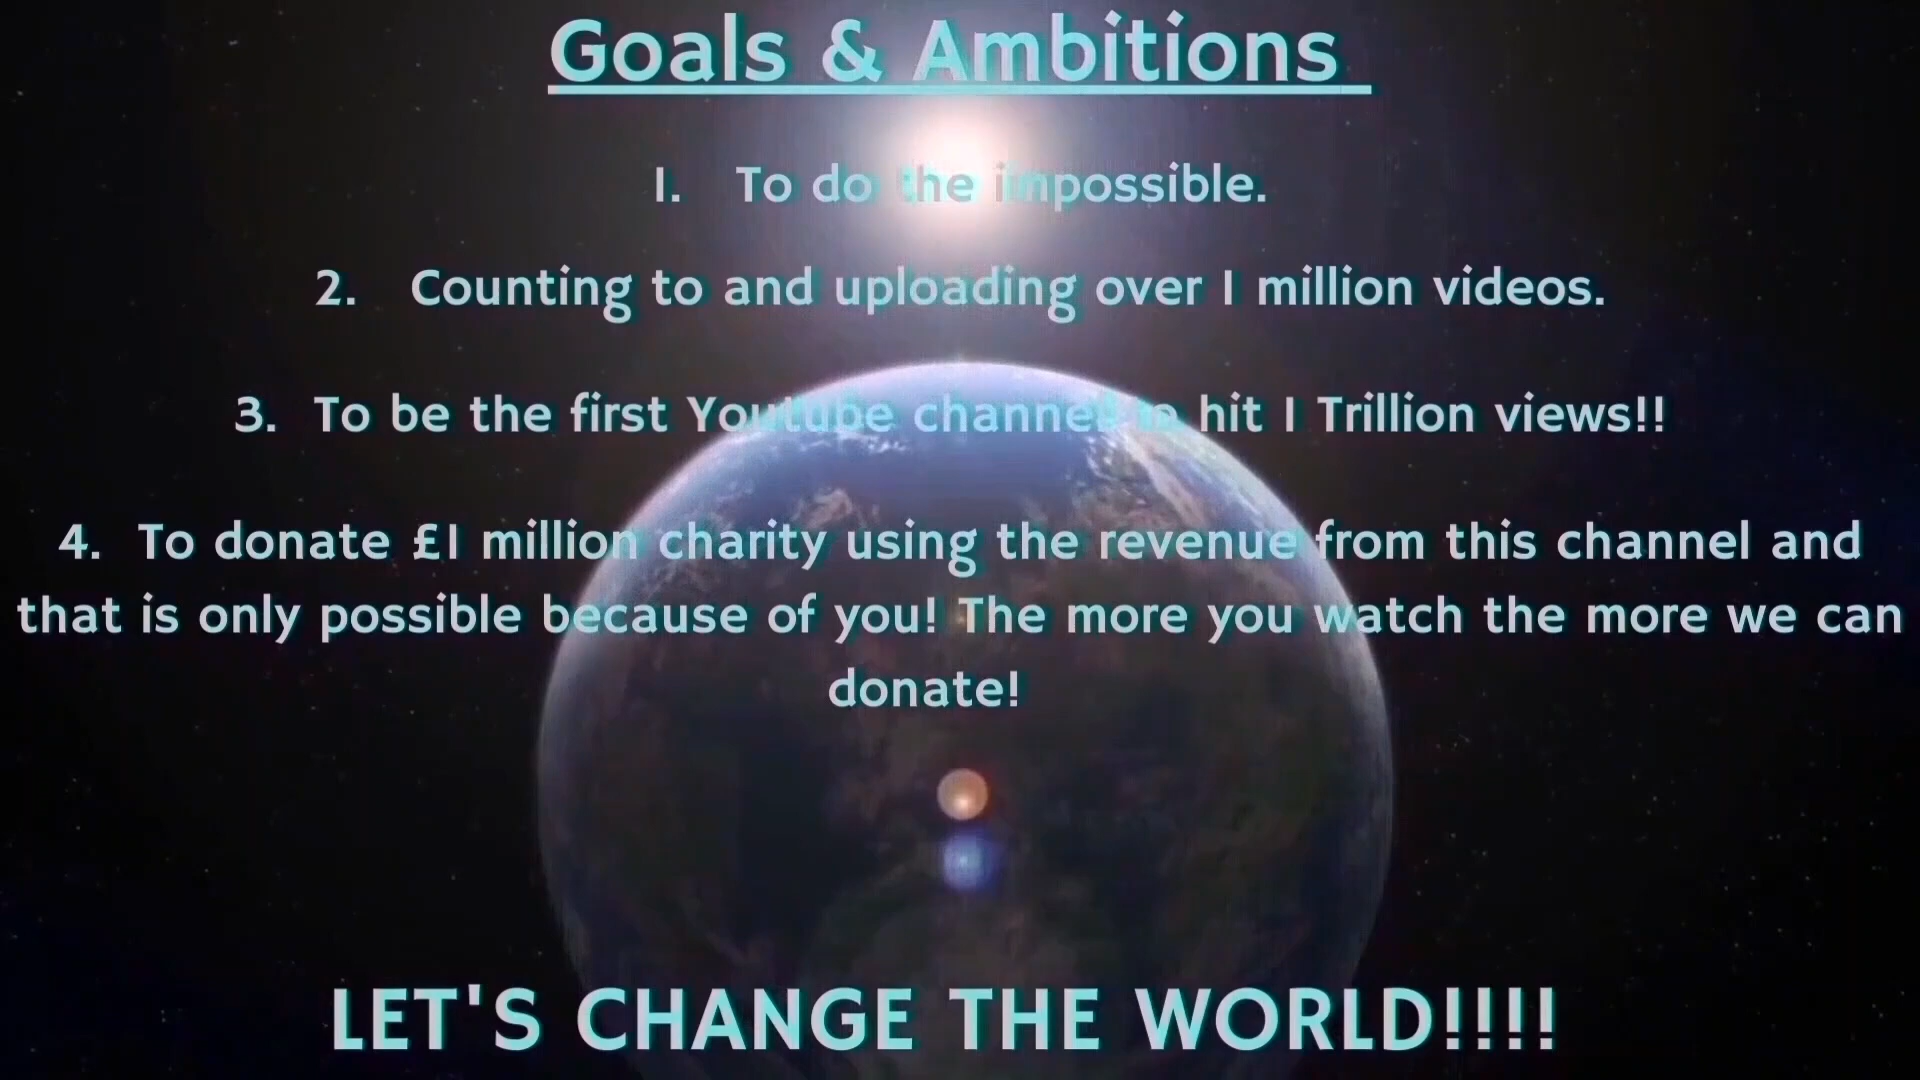 Goals & Ambitions
1. To do the impossible.
2. Counting to and uploading over 1 million videos.
3. To be the first Youtube channel to hit 1 Trillion views!!
4. To donate £1 million charity using the revenue from this channel and
that is only possible because of you! The more you watch the more we can
donate!
LET'S CHANGE THE WORLD!!!!